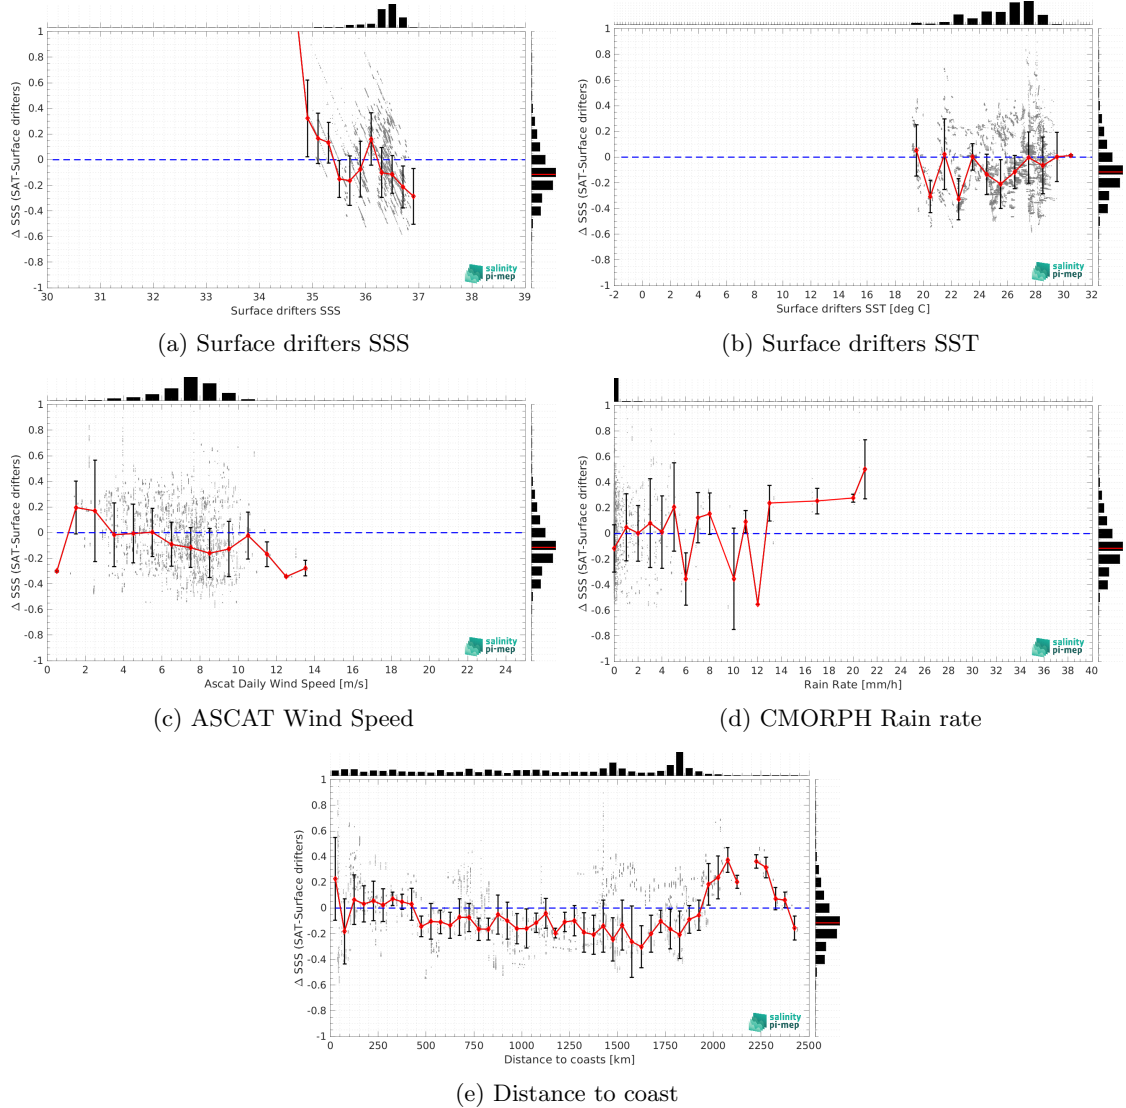 Δ SSS (SAT-Surface drifters)
1
0.8
0.6
0.4
0.2
0
-0.2
-0.4
-0.6
-0.8
-1
30 31 32 33 34 35 36 37 38 39
Surface drifters SSS
salinity
pi-mep
(a) Surface drifters SSS
Δ SSS (SAT-Surface drifters)
1
0.8
0.6
0.4
0.2
0
-0.2
-0.4
-0.6
-0.8
-1
-2 0 2 4 6 8 10 12 14 16 18 20 22 24 26 28 30 32
Surface drifters SST [deg C]
salinity
pi-mep
(b) Surface drifters SST
Δ SSS (SAT-Surface drifters)
1
0.8
0.6
0.4
0.2
0
-0.2
-0.4
-0.6
-0.8
-1
0 2 4 6 8 10 12 14 16 18 20 22 24
Ascat Daily Wind Speed [m/s]
salinity
pi-mep
(c) ASCAT Wind Speed
Δ SSS (SAT-Surface drifters)
1
0.8
0.6
0.4
0.2
0
-0.2
-0.4
-0.6
-0.8
-1
0 2 4 6 8 10 12 14 16 18 20 22 24 26 28 30 32 34 36 38 40
Rain Rate [mm/h]
salinity
pi-mep
(d) CMORPH Rain rate
Δ SSS (SAT-Surface drifters)
1
0.8
0.6
0.4
0.2
0
-0.2
-0.4
-0.6
-0.8
-1
0 250 500 750 1000 1250 1500 1750 2000 2250 2500
Distance to coasts [km]
salinity
pi-mep
(e) Distance to coast